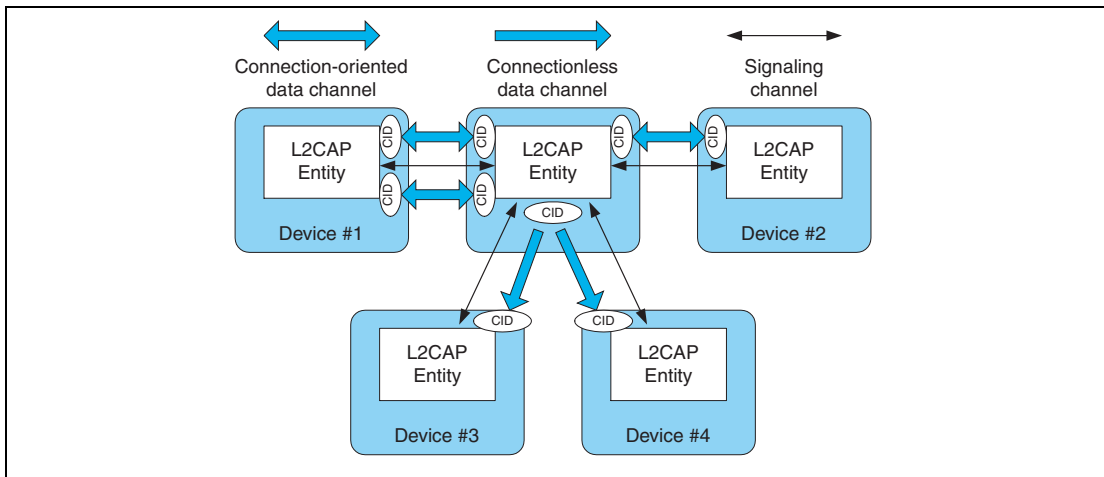 Connection-oriented
data channel
Connectionless
data channel
Signaling
channel
CID
CID
CID
CID
L2CAP
Entity
L2CAP
Entity
L2CAP
Entity
CID
CID
CID
Device #1
Device #2
CID
CID
L2CAP
Entity
L2CAP
Entity
Device #3
Device #4